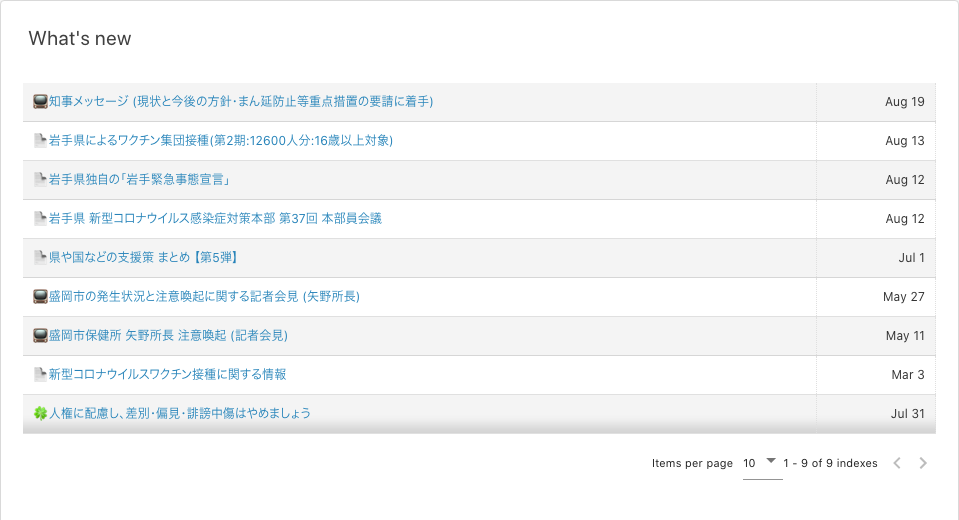 What's new
知事メッセージ (現状と今後の方針・まん延防止等重点措置の要請に着手) Aug 19
岩手県によるワクチン集団接種(第2期:12600人分:16歳以上対象) Aug 13
岩手県独自の「岩手緊急事態宣言」 Aug 12
岩手県 新型コロナウイルス感染症対策本部 第37回 本部員会議 Aug 12
県や国などの支援策 まとめ【第5弾】 Jul 1
盛岡市の発生状況と注意喚起に関する記者会見 (矢野所長) May 27
盛岡市保健所 矢野所長 注意喚起 (記者会見) May 11
新型コロナウイルスワクチン接種に関する情報 Mar 3
人権に配慮し、差別・偏見・誹謗中傷はやめましょう Jul 31
Items per page 10 1 - 9 of 9 indexes